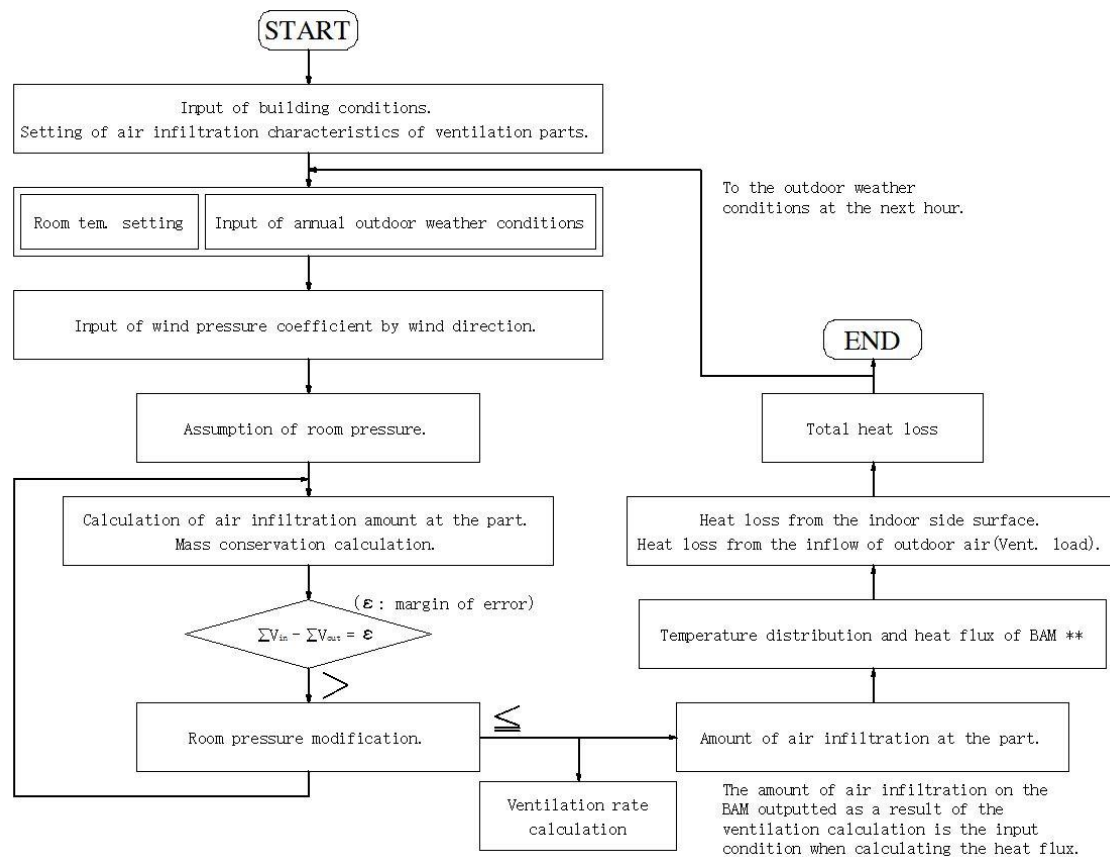 START
Input of building conditions.
Setting of air infiltration characteristics of ventilation parts.
To the outdoor weather
conditions at the next hour.
Room tem. setting
Input of annual outdoor weather conditions
Input of wind pressure coefficient by wind direction.
END
Assumption of room pressure.
Total heat loss
Calculation of air infiltration amount at the part.
Mass conservation calculation.
Heat loss from the indoor side surface.
Heat loss from the inflow of outdoor air(Vent. load).
(ε: margin of error)
∑Vin − ∑Vout = ε
Temperature distribution and heat flux of BAM **
>
Room pressure modification.
≦
Amount of air infiltration at the part.
Ventilation rate
calculation
The amount of air infiltration on the
BAM outputted as a result of the
ventilation calculation is the input
condition when calculating the heat flux.